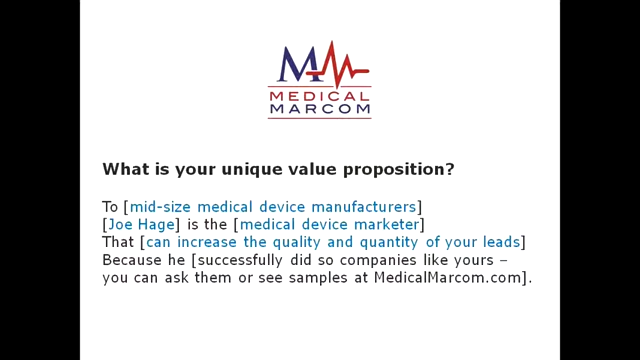 MEDICAL
MARCOM
What is your unique value proposition?
To [mid-size medical device manufacturers]
[Joe Hage] is the [medical device marketer]
That [can increase the quality and quantity of your leads]
Because he [successfully did so companies like yours –
you can ask them or see samples at MedicalMarcom.com].